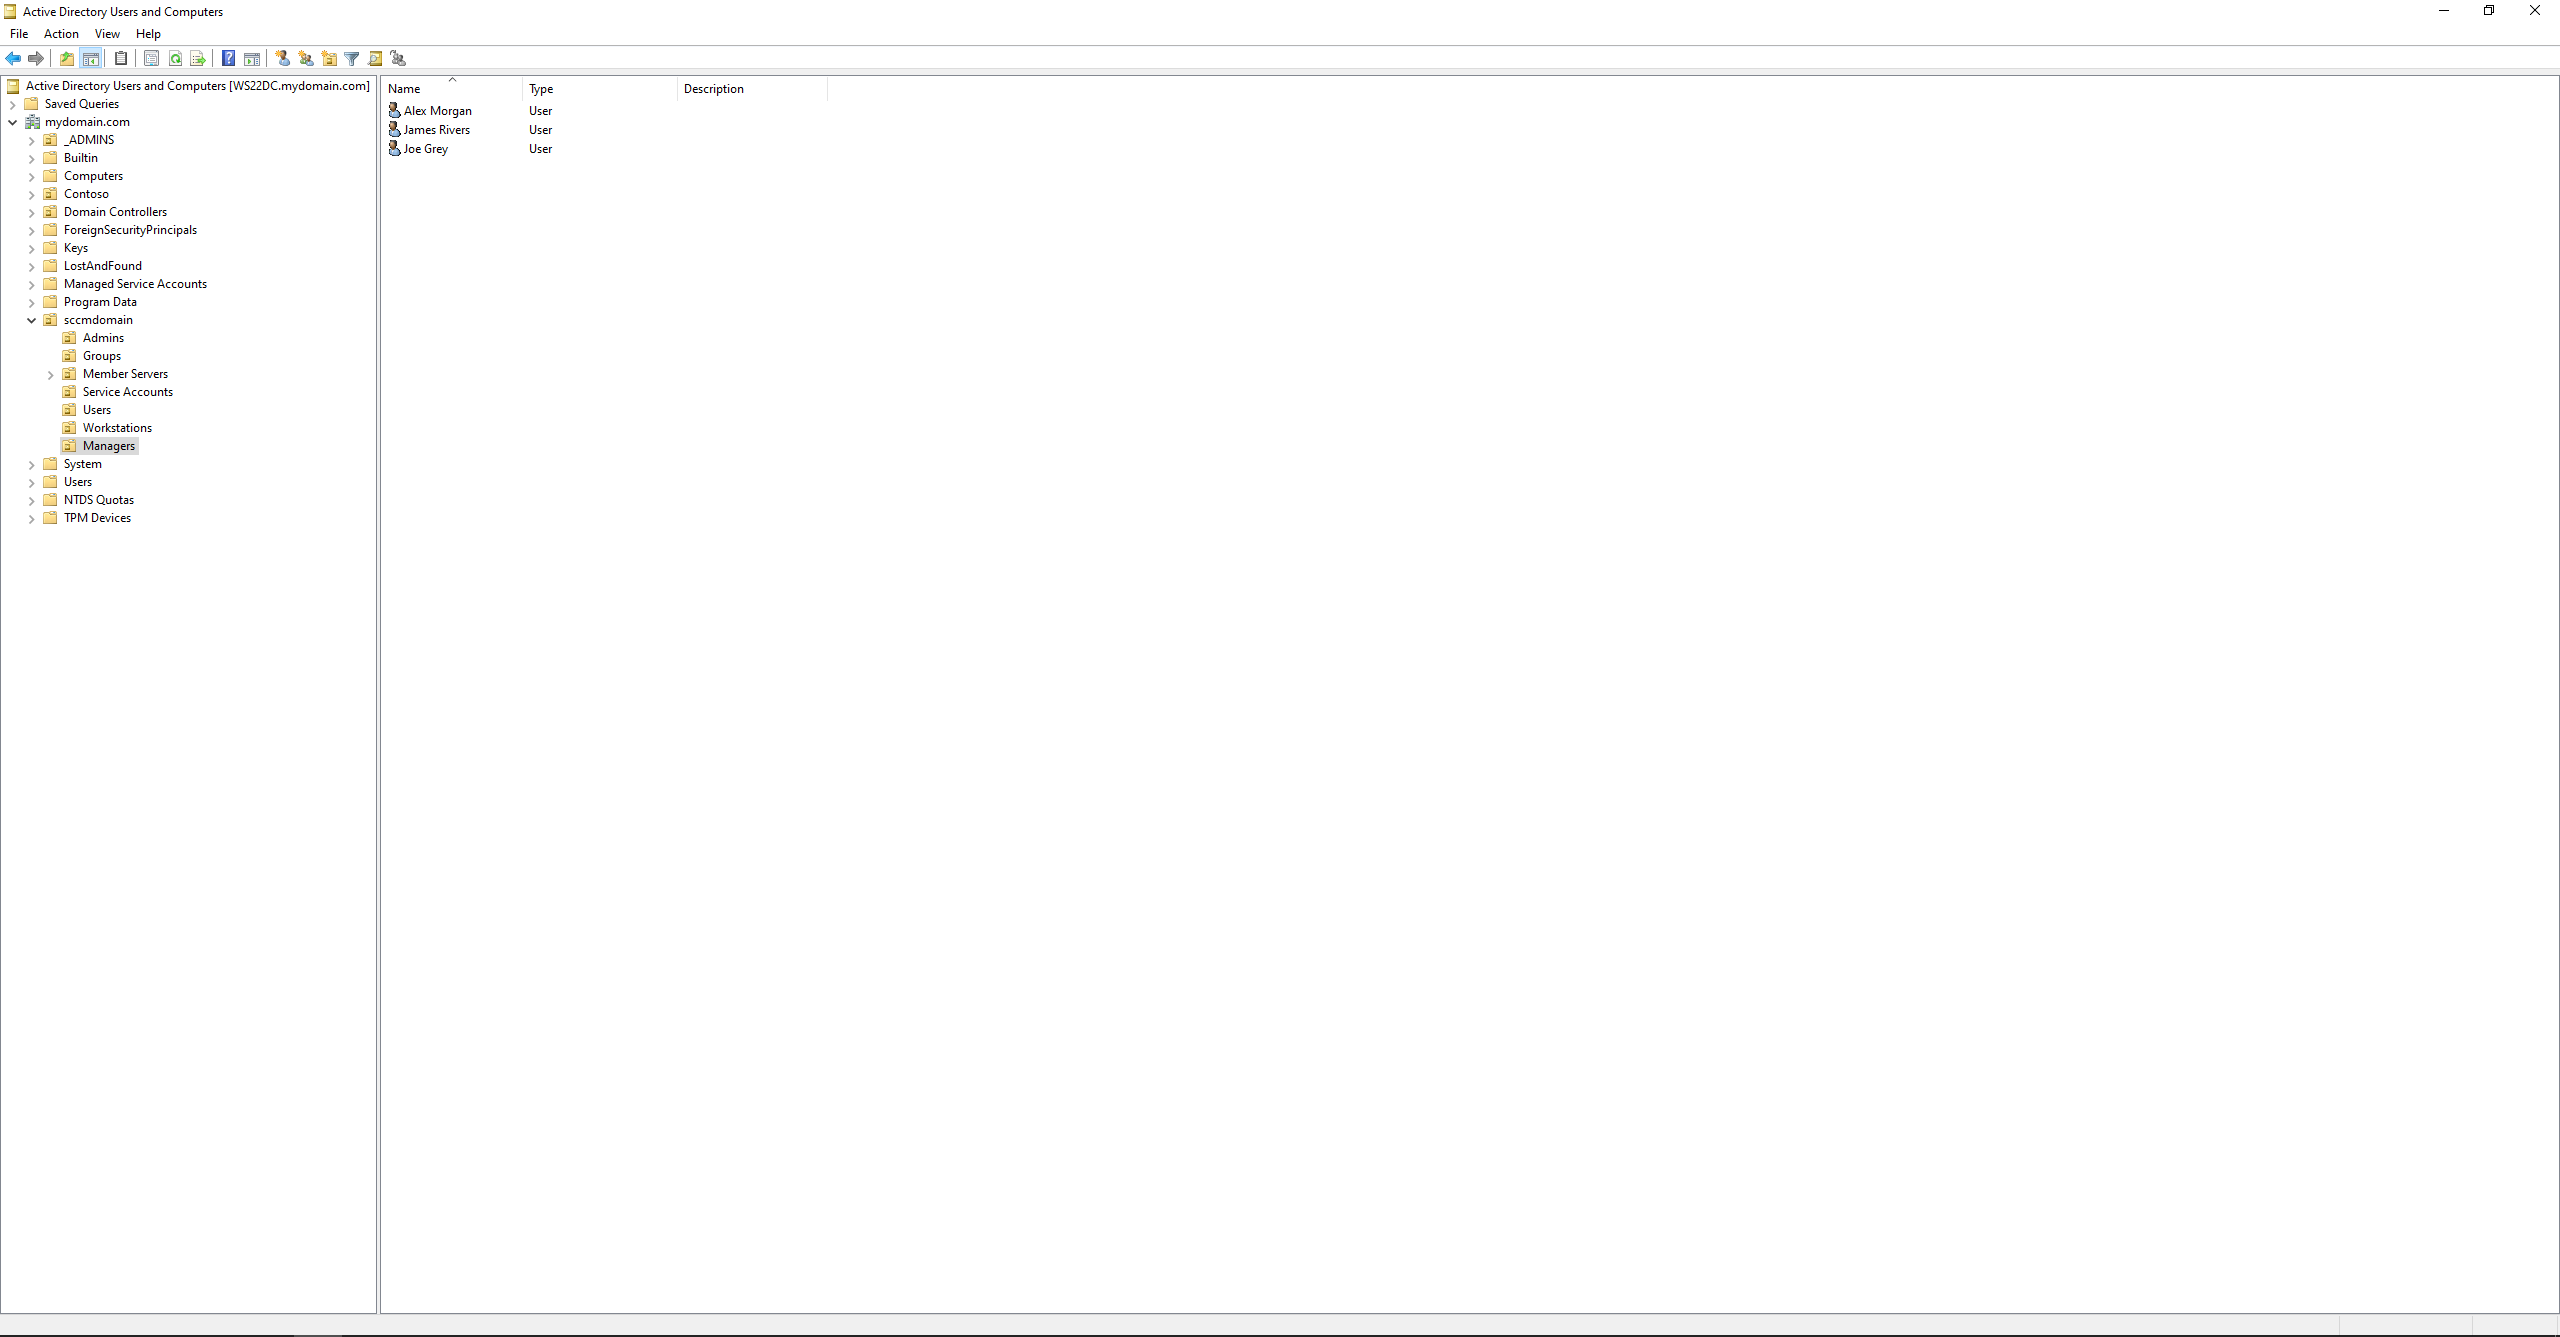 Active Directory Users and Computers
File Action View Help
Active Directory Users and Computers [WS22DC.mydomain.com]
Saved Queries
mydomain.com
_ADMINS
Builtin
Computers
Contoso
Domain Controllers
ForeignSecurityPrincipals
Keys
LostAndFound
Managed Service Accounts
Program Data
sccmdomain
Admins
Groups
Member Servers
Service Accounts
Users
Workstations
Managers
System
Users
NTDS Quotas
TPM Devices
Name Type Description
Alex Morgan User
James Rivers User
Joe Grey User